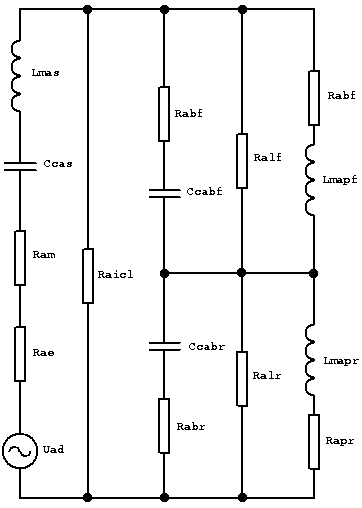 Lmas
Rabf
Ccas
Rabf
Ralf
Lmapf
Ccabf
Ram
Raicl
Rae
Ccabr
Lmapr
Ralr
Rabr
Rapr
Uad